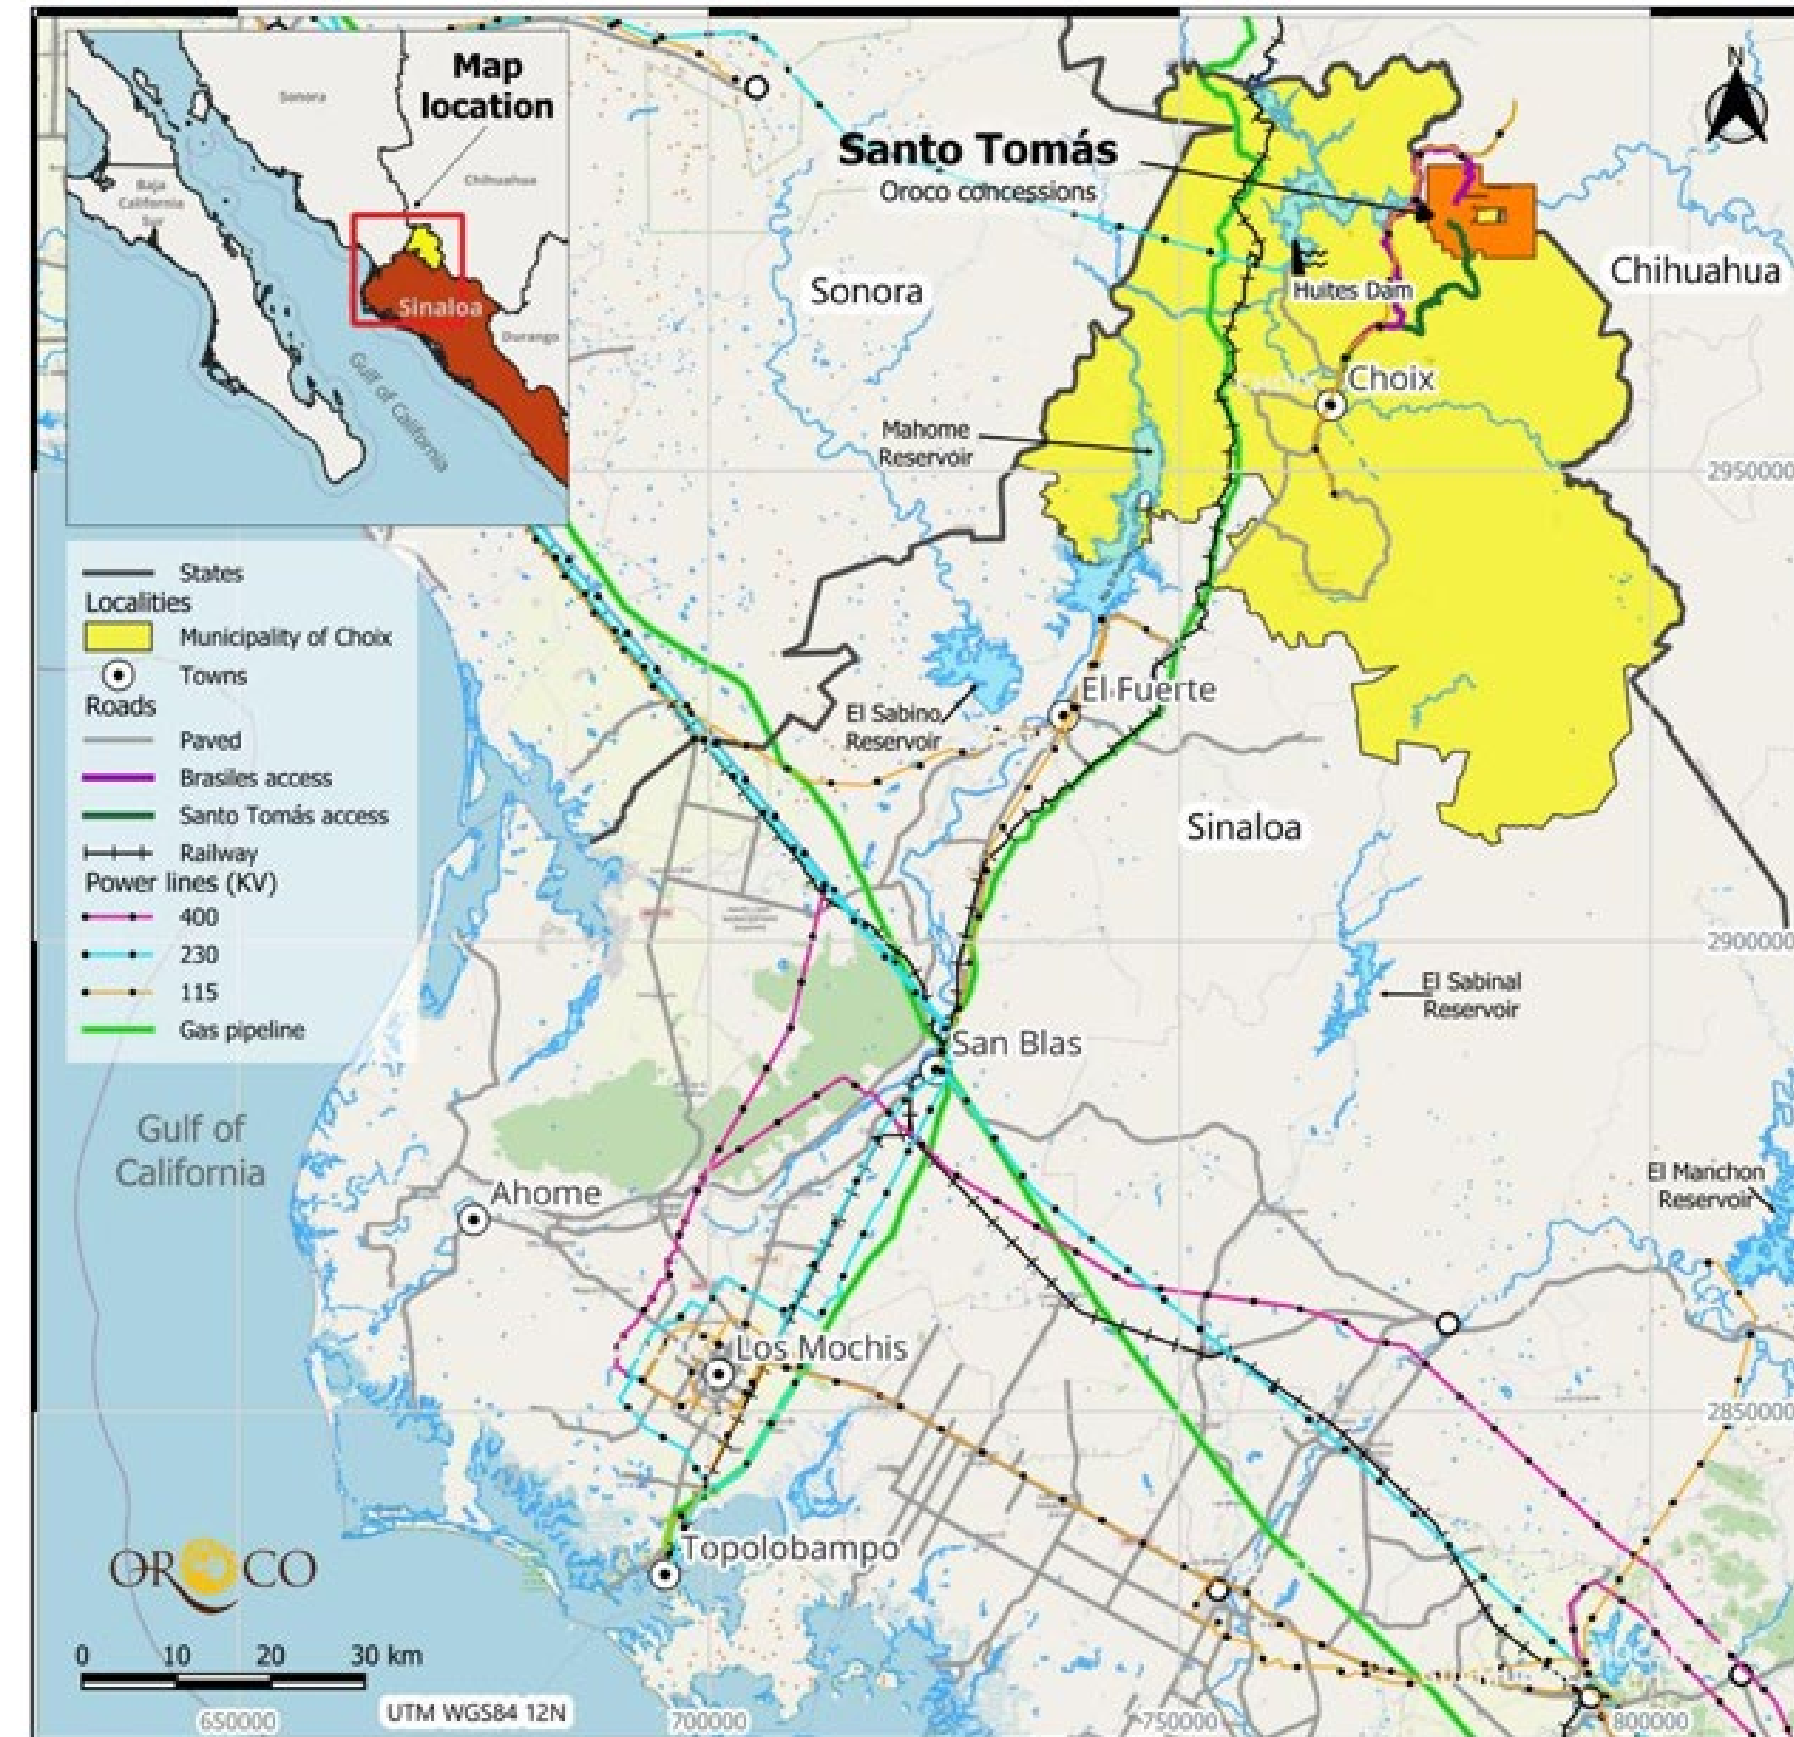 Map
location
Sonora
Chihuahua
Baja
California
Sur
Sinaloa
Durango
Gulf of California
N
Santo Tomás
Oroco concessions
Sonora
Chihuahua
Huites Dam
Choix
Mahome
Reservoir
2950000
States
Localities
Municipality of Choix
Towns
Roads
Paved
Brasiles access
Santo Tomás access
Railway
Power lines (KV)
400
230
115
Gas pipeline
El Fuerte
El Sabino
Reservoir
Sinaloa
2900000
El Sabinal
Reservoir
San Blas
Gulf of
California
El Manchon
Reservoir
Ahome
Los Mochis
2850000
Topolobampo
OROCO
0 10 20 30 km
UTM WGS84 12N
650000
700000
750000
800000